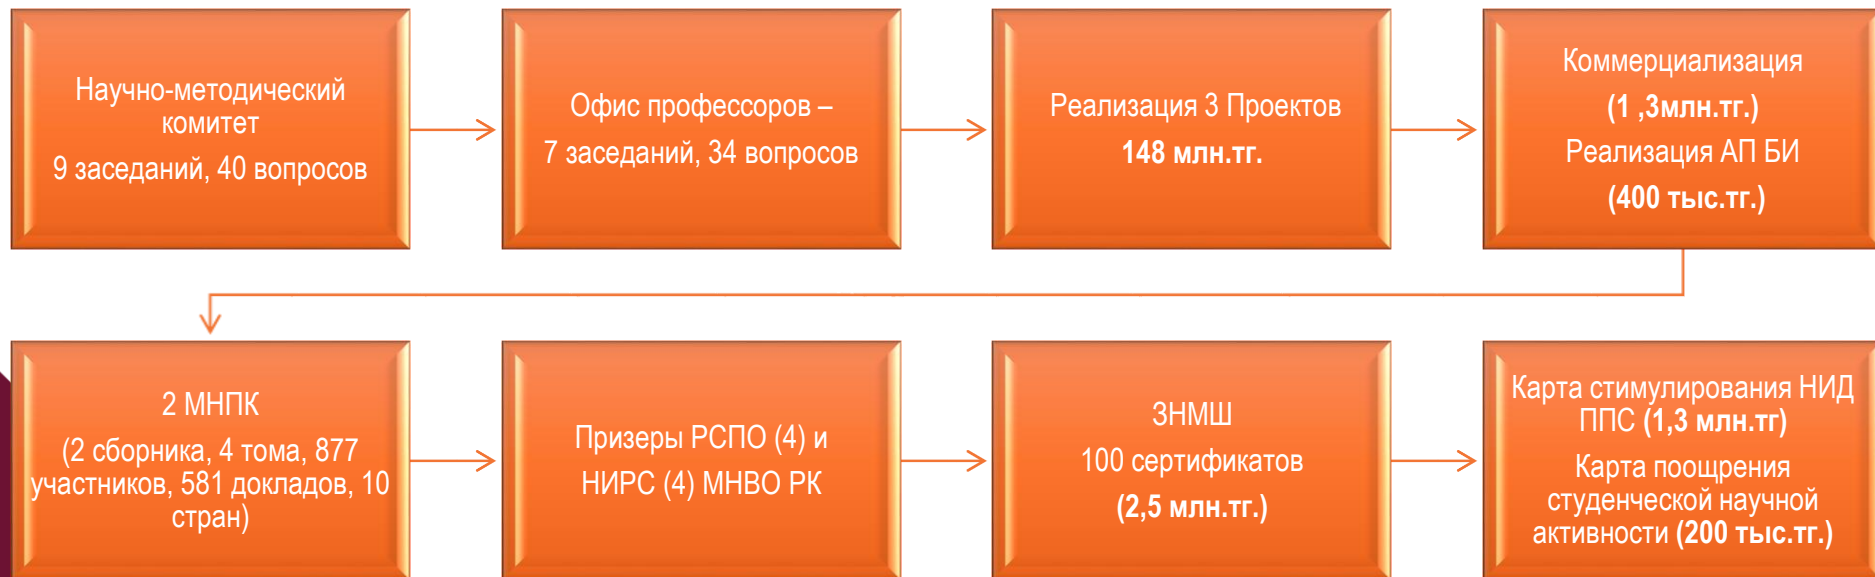 Научно-методический
комитет
9 заседаний, 40 вопросов
Офис профессоров –
7 заседаний, 34 вопросов
Реализация 3 Проектов
148 млн.тг.
Коммерциализация
(1 ,3млн.тг.)
Реализация АП БИ
(400 тыс.тг.)
2 МНПК
(2 сборника, 4 тома, 877
участников, 581 докладов, 10
стран)
Призеры РСПО (4) и
НИРС (4) МНВО РК
ЗНМШ
100 сертификатов
(2,5 млн.тг.)
Карта стимулирования НИД
ППС (1,3 млн.тг)
Карта поощрения
студенческой научной
активности (200 тыс.тг.)